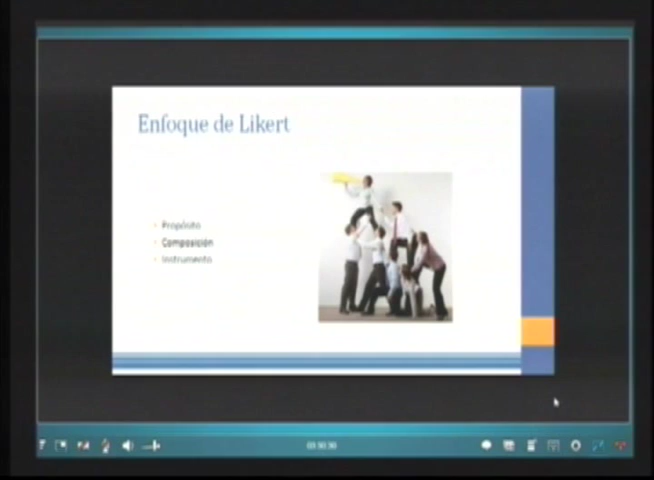 Enfoque de Likert
Propósito
Composición
Instrumento